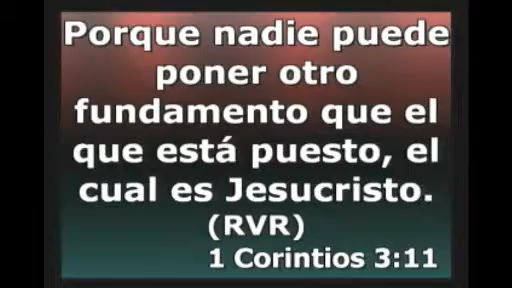 Porque nadie puede
poner otro
fundamento que el
que está puesto, el
cual es Jesucristo.
(RVR)
1 Corintios 3:11